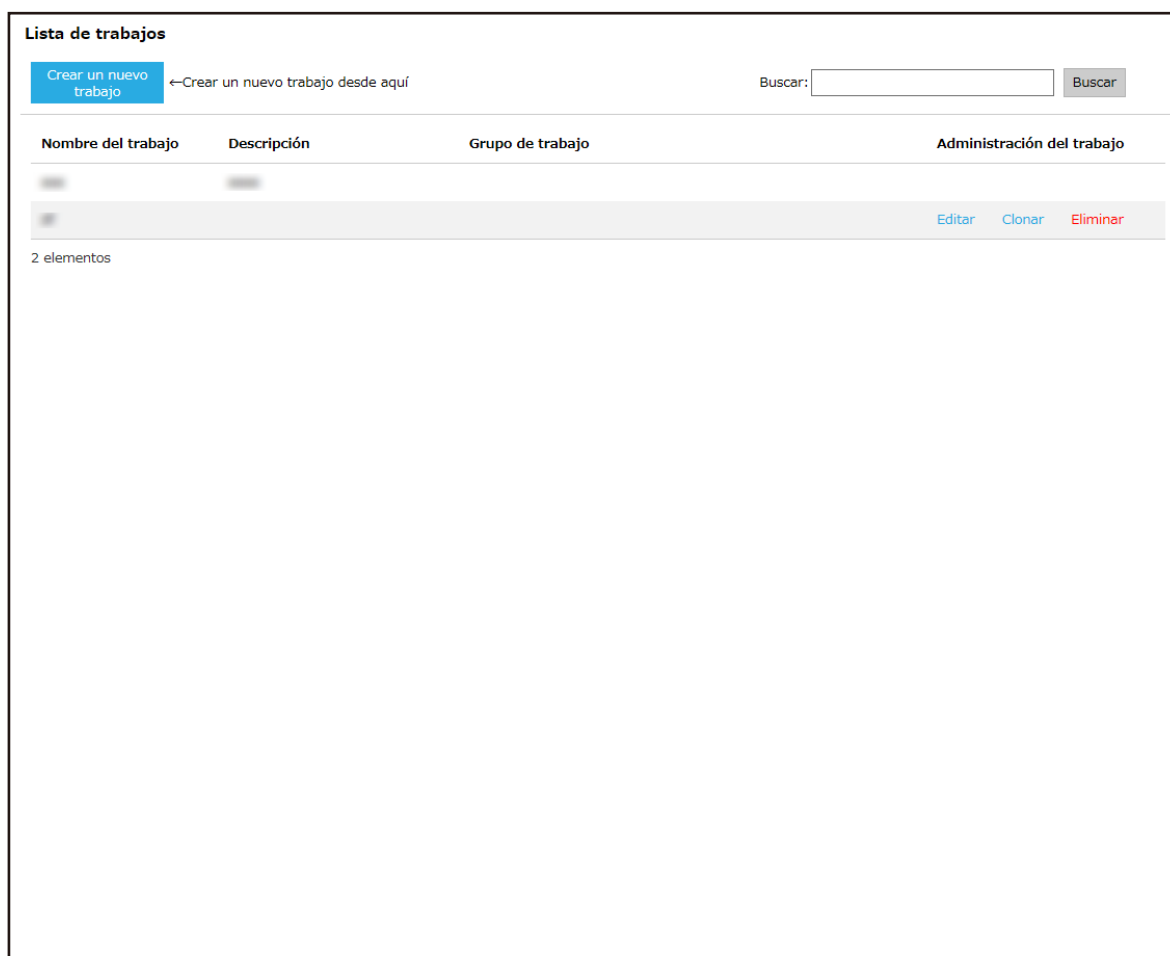 Lista de trabajos
Crear un nuevo
trabajo
←Crear un nuevo trabajo desde aquí
Buscar:
Buscar
Nombre del trabajo Descripción Grupo de trabajo Administración del trabajo
Editar Clonar Eliminar
2 elementos